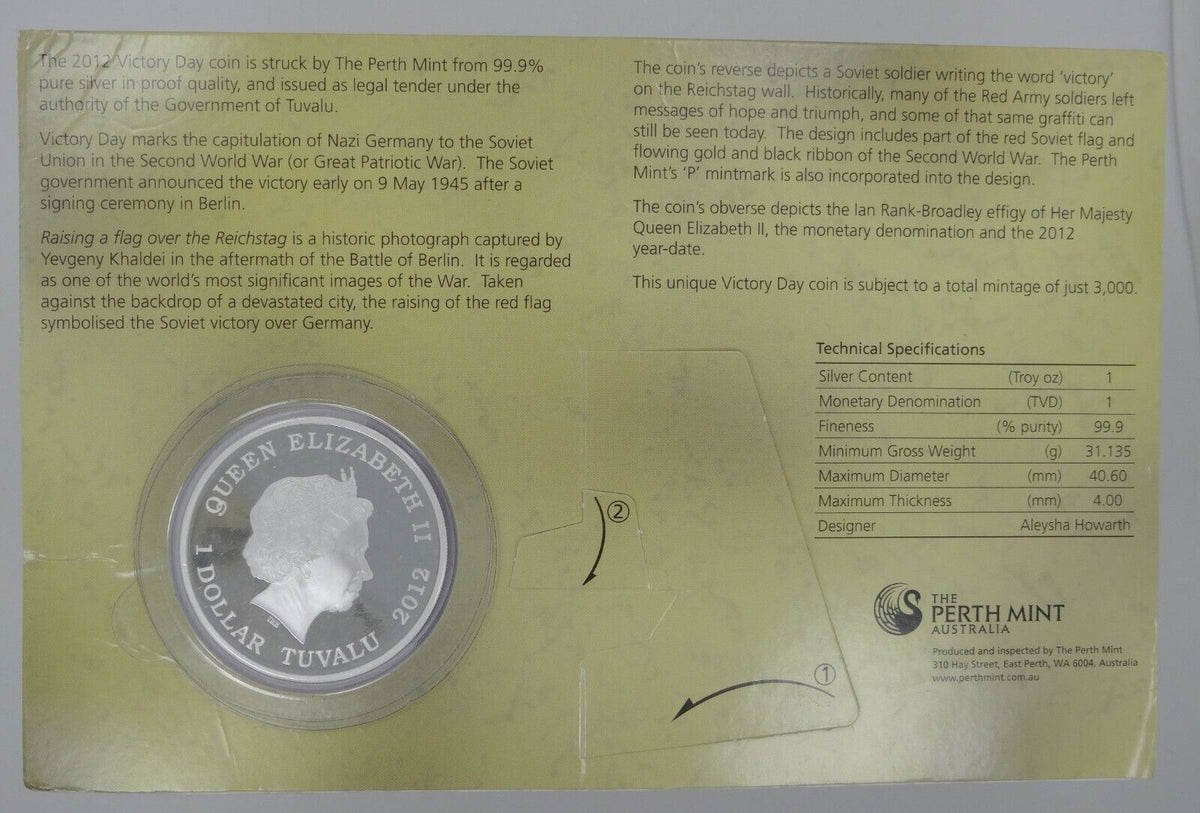 The 2012 Victory Day coin is struck by The Perth Mint from 99.9%
pure silver in proof quality, and issued as legal tender under the
authority of the Government of Tuvalu.
Victory Day marks the capitulation of Nazi Germany to the Soviet
Union in the Second World War (or Great Patriotic War). The Soviet
government announced the victory early on 9 May 1945 after a
signing ceremony in Berlin.
Raising a flag over the Reichstag is a historic photograph captured by
Yevgeny Khaldei in the aftermath of the Battle of Berlin. It is regarded
as one of the world's most significant images of the War. Taken
against the backdrop of a devastated city, the raising of the red flag
symbolised the Soviet victory over Germany.
QUEEN ELIZABETH II 2012
1 DOLLAR TUVALU
IRB
②
①
The coin's reverse depicts a Soviet soldier writing the word 'victory'
on the Reichstag wall. Historically, many of the Red Army soldiers left
messages of hope and triumph, and some of that same graffiti can
still be seen today. The design includes part of the red Soviet flag and
flowing gold and black ribbon of the Second World War. The Perth
Mint's 'P' mintmark is also incorporated into the design.
The coin's obverse depicts the Ian Rank-Broadley effigy of Her Majesty
Queen Elizabeth II, the monetary denomination and the 2012
year-date.
This unique Victory Day coin is subject to a total mintage of just 3,000.
Technical Specifications
Silver Content (Troy oz) 1
Monetary Denomination (TVD) 1
Fineness (% purity) 99.9
Minimum Gross Weight (g) 31.135
Maximum Diameter (mm) 40.60
Maximum Thickness (mm) 4.00
Designer Aleysha Howarth
THE
PERTH MINT
AUSTRALIA
Produced and inspected by The Perth Mint
310 Hay Street, East Perth, WA 6004, Australia
www.perthmint.com.au